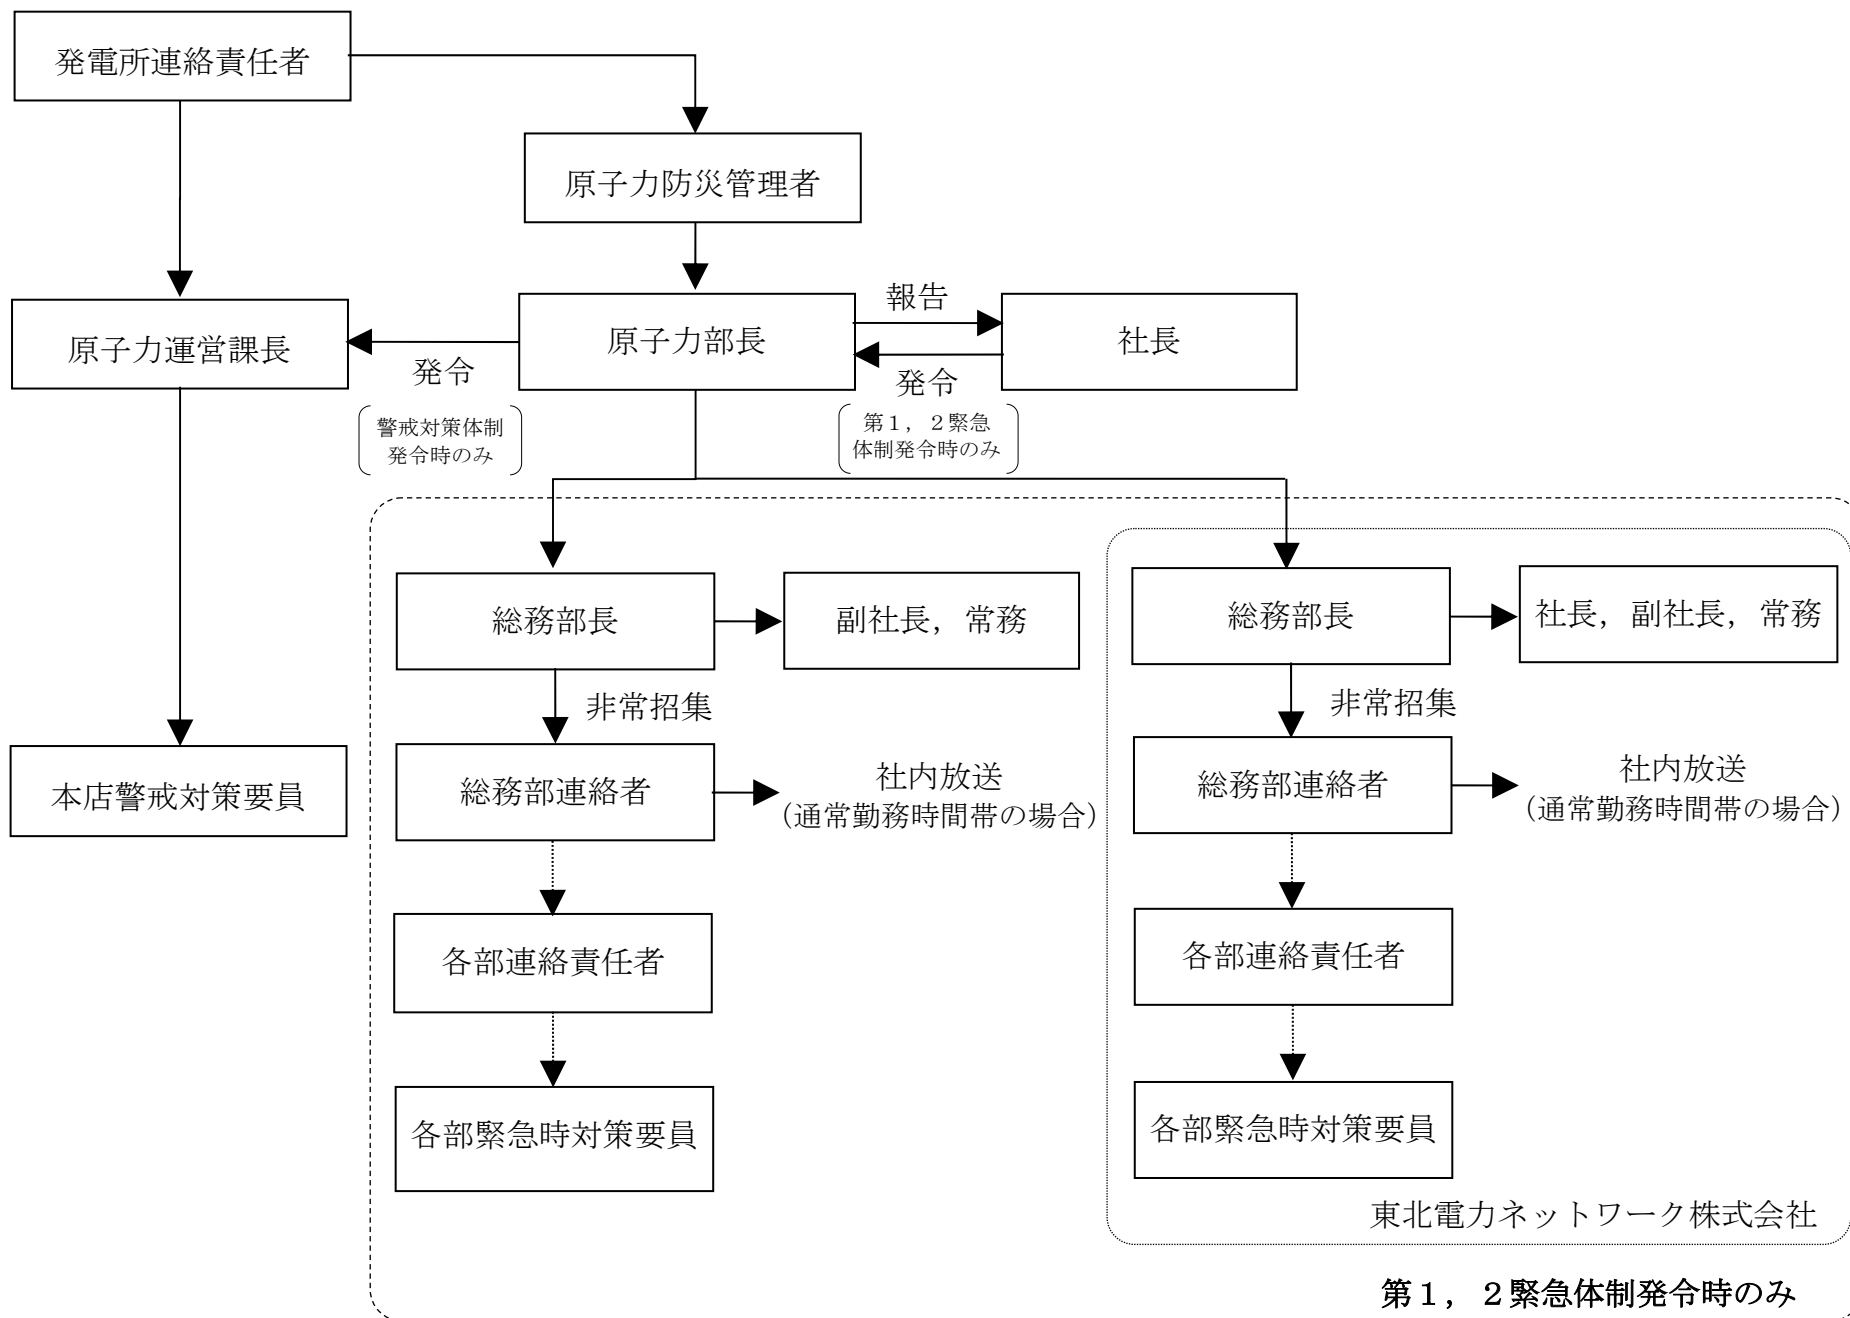 発電所連絡責任者
原子力防災管理者
原子力運営課長
発令
警戒対策体制
発令時のみ
原子力部長
報告
発令
第１，２緊急
体制発令時のみ
社長
本店警戒対策要員
総務部長
副社長，常務
非常招集
総務部連絡者
社内放送
（通常勤務時間帯の場合）
各部連絡責任者
各部緊急時対策要員
総務部長
社長，副社長，常務
非常招集
総務部連絡者
社内放送
（通常勤務時間帯の場合）
各部連絡責任者
各部緊急時対策要員
東北電力ネットワーク株式会社
第１，２緊急体制発令時のみ